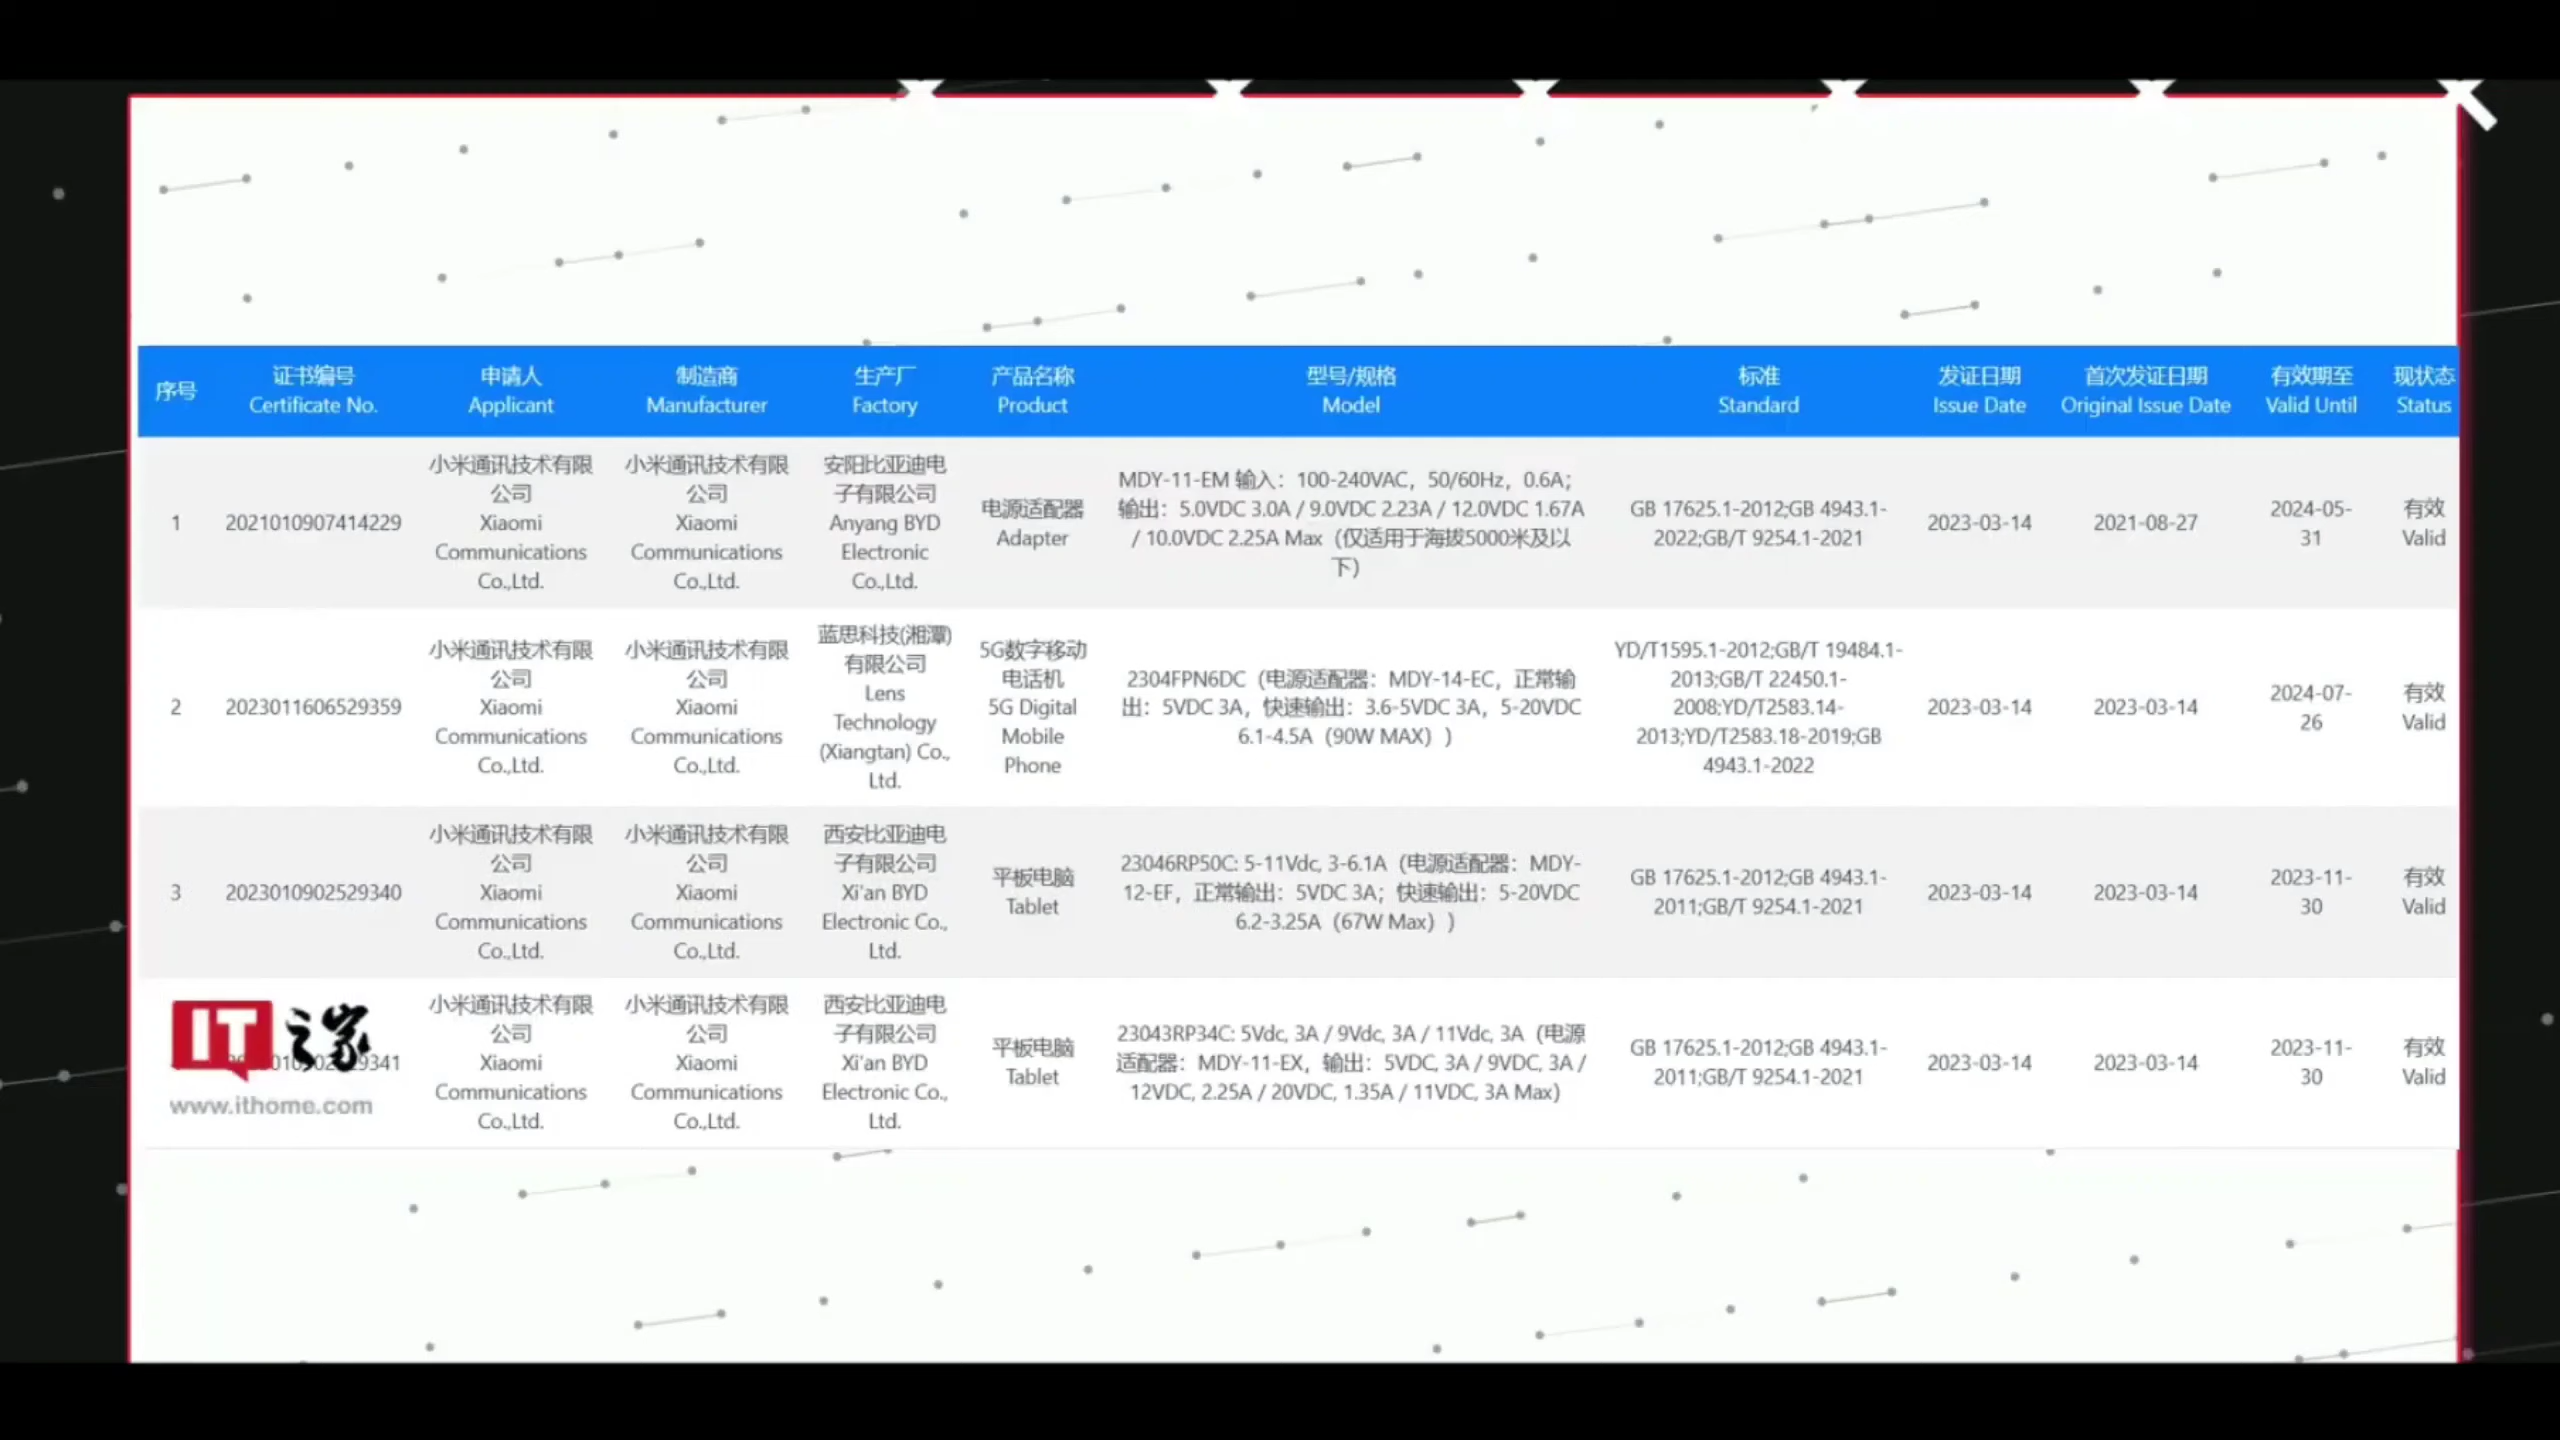 序号
证书编号
Certificate No.
申请人
Applicant
制造商
Manufacturer
生产厂
Factory
产品名称
Product
型号/规格
Model
标准
Standard
发证日期
Issue Date
首次发证日期
Original Issue Date
有效期至
Valid Until
现状态
Status
1
2021010907414229
小米通讯技术有限
公司
Xiaomi
Communications
Co.,Ltd.
小米通讯技术有限
公司
Xiaomi
Communications
Co.,Ltd.
安阳比亚迪电
子有限公司
Anyang BYD
Electronic
Co.,Ltd.
电源适配器
Adapter
MDY-11-EM 输入：100-240VAC，50/60Hz，0.6A；
输出：5.0VDC 3.0A / 9.0VDC 2.23A / 12.0VDC 1.67A
/ 10.0VDC 2.25A Max（仅适用于海拔5000米及以
下）
GB 17625.1-2012;GB 4943.1-
2022;GB/T 9254.1-2021
2023-03-14
2021-08-27
2024-05-
31
有效
Valid
2
2023011606529359
小米通讯技术有限
公司
Xiaomi
Communications
Co.,Ltd.
小米通讯技术有限
公司
Xiaomi
Communications
Co.,Ltd.
蓝思科技(湘潭)
有限公司
Lens
Technology
(Xiangtan) Co.,
Ltd.
5G数字移动
电话机
5G Digital
Mobile
Phone
2304FPN6DC（电源适配器：MDY-14-EC，正常输
出：5VDC 3A，快速输出：3.6-5VDC 3A，5-20VDC
6.1-4.5A（90W MAX））
YD/T1595.1-2012;GB/T 19484.1-
2013;GB/T 22450.1-
2008;YD/T2583.14-
2013;YD/T2583.18-2019;GB
4943.1-2022
2023-03-14
2023-03-14
2024-07-
26
有效
Valid
3
2023010902529340
小米通讯技术有限
公司
Xiaomi
Communications
Co.,Ltd.
小米通讯技术有限
公司
Xiaomi
Communications
Co.,Ltd.
西安比亚迪电
子有限公司
Xi'an BYD
Electronic Co.,
Ltd.
平板电脑
Tablet
23046RP50C: 5-11Vdc, 3-6.1A（电源适配器：MDY-
12-EF，正常输出：5VDC 3A；快速输出：5-20VDC
6.2-3.25A（67W Max））
GB 17625.1-2012;GB 4943.1-
2011;GB/T 9254.1-2021
2023-03-14
2023-03-14
2023-11-
30
有效
Valid
IT之家
www.ithome.com
小米通讯技术有限
公司
Xiaomi
Communications
Co.,Ltd.
小米通讯技术有限
公司
Xiaomi
Communications
Co.,Ltd.
西安比亚迪电
子有限公司
Xi'an BYD
Electronic Co.,
Ltd.
平板电脑
Tablet
23043RP34C: 5Vdc, 3A / 9Vdc, 3A / 11Vdc, 3A（电源
适配器：MDY-11-EX，输出：5VDC, 3A / 9VDC, 3A /
12VDC, 2.25A / 20VDC, 1.35A / 11VDC, 3A Max)
GB 17625.1-2012;GB 4943.1-
2011;GB/T 9254.1-2021
2023-03-14
2023-03-14
2023-11-
30
有效
Valid